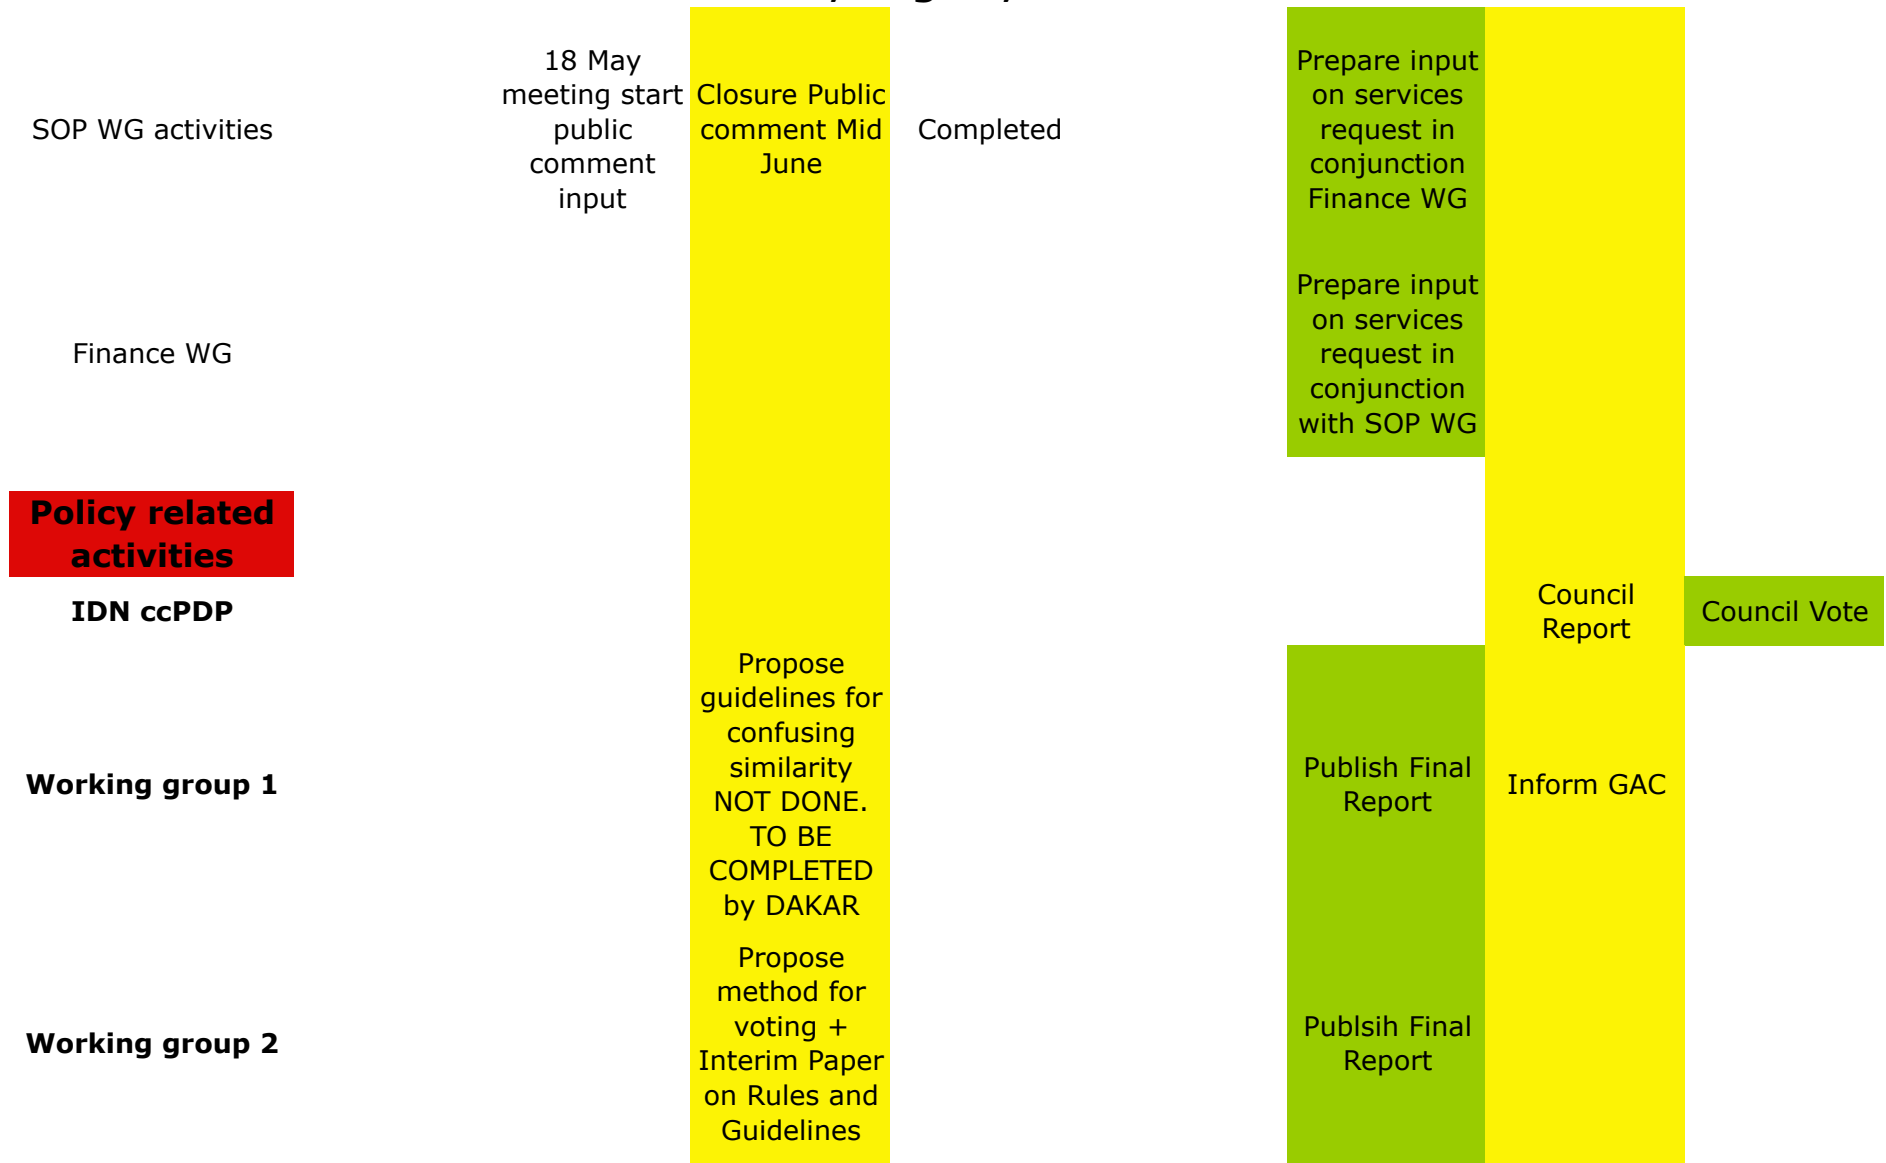 SOP WG activities
18 May
meeting start
public
comment
input
Closure Public
comment Mid
June
Completed
Prepare input
on services
request in
conjunction
Finance WG
Finance WG
Prepare input
on services
request in
conjunction
with SOP WG
Policy related
activities
IDN ccPDP
Council
Report
Council Vote
Working group 1
Propose
guidelines for
confusing
similarity
NOT DONE.
TO BE
COMPLETED
by DAKAR
Publish Final
Report
Inform GAC
Working group 2
Propose
method for
voting +
Interim Paper
on Rules and
Guidelines
Publsih Final
Report